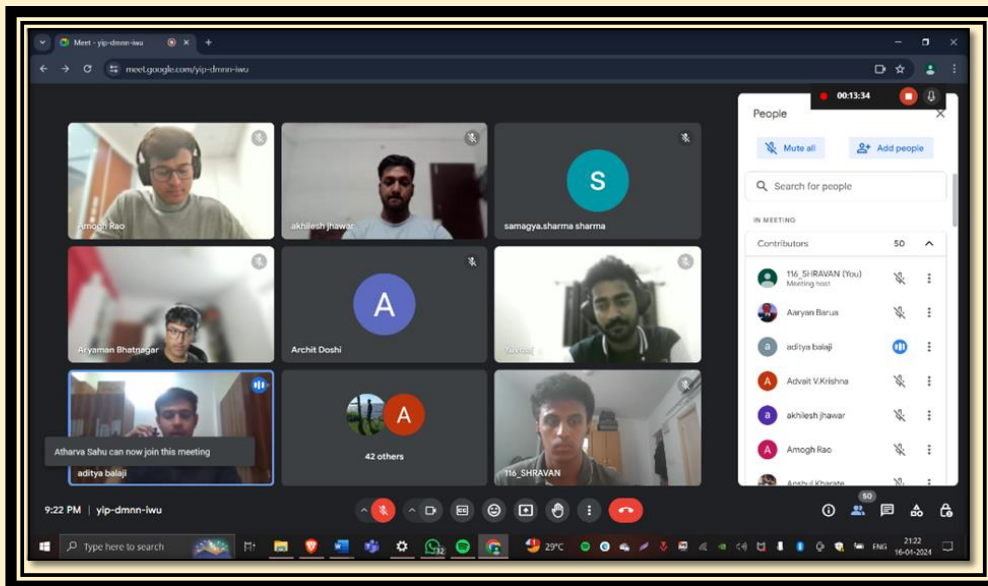 Meet - yip-dmnn-iwu
meet.google.com/yip-dmnn-iwu
00:13:34
People
Mute all
Add people
Search for people
IN MEETING
Contributors 50
116_SHRAVAN (You)
Meeting host
Aaryan Barua
a
aditya balaji
A
Advait V.Krishna
a
akhilesh jhawar
A
Amogh Rao
Anshul Kharate
Amogh Rao
akhilesh jhawar
S
samagya.sharma sharma
Aryaman Bhatnagar
A
Archit Doshi
Atharva Sahu can now join this meeting
aditya balaji
A
42 others
116_SHRAVAN
9:22 PM | yip-dmnn-iwu
CC
50
Type here to search
32
29°C
ENG
21:22
16-01-2024